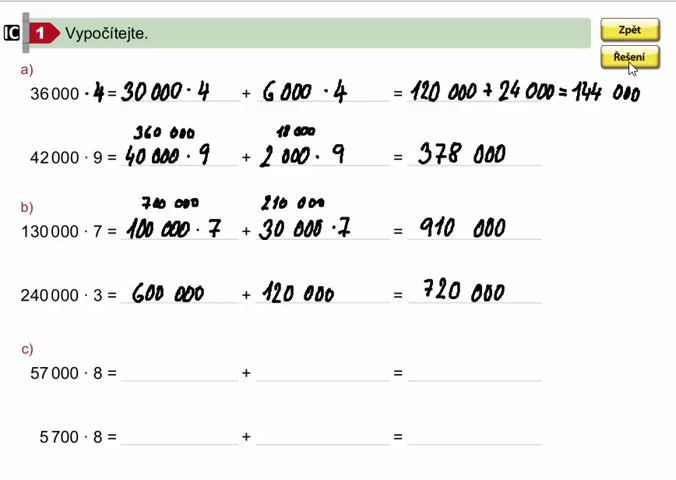 IC 1 Vypočítejte. Zpět
Řešení
a)
36 000 · 4 = 30 000 · 4 + 6 000 · 4 = 120 000 + 24 000 = 144 000
360 000 18 000
42 000 · 9 = 40 000 · 9 + 2 000 · 9 = 378 000
700 000 210 000
b)
130 000 · 7 = 100 000 · 7 + 30 000 · 7 = 910 000
240 000 · 3 = 600 000 + 120 000 = 720 000
c)
57 000 · 8 = + =
5 700 · 8 = + =